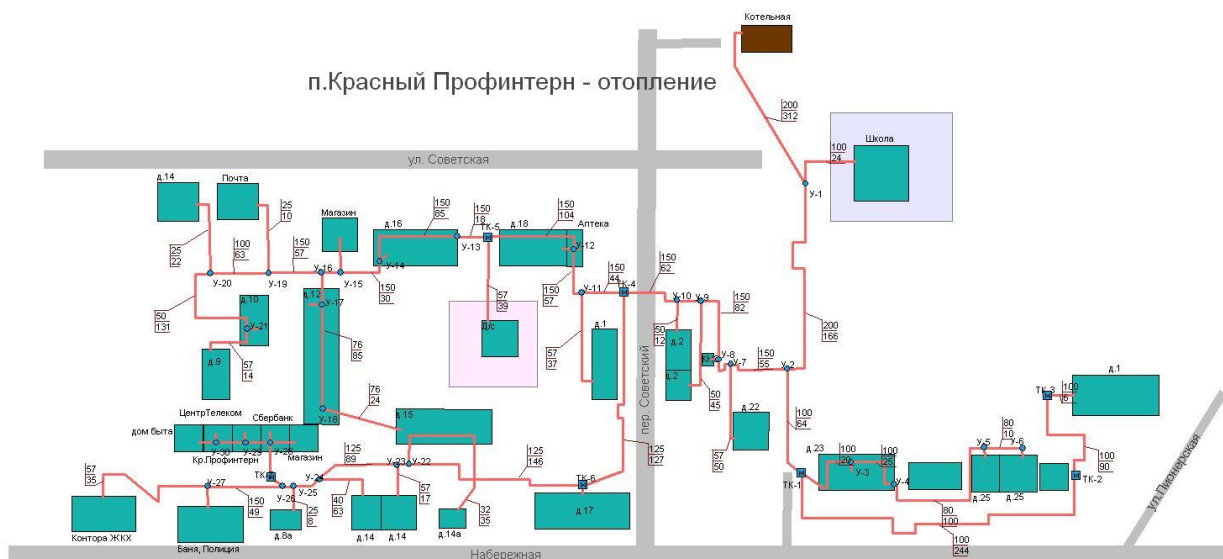 Котельная
п.Красный Профинтерн - отопление
200
312
100
24
Школа
ул. Советская
У-1
д.14
Почта
25
10
Магазин
д.16
150
85
150
18
ТК-5
150
104
д.18
Аптека
У-12
У-13
У-14
150
62
25
22
100
63
150
57
У-16
У-15
150
30
У-20
У-19
150
57
У-11
150
44
ТК-4
У-10
У-9
150
82
200
166
50
131
д.10
У-21
д.12
У-17
57
39
Д/с
57
37
д.1
50
12
д.2
д.2
У-8
У-7
150
55
У-2
д.9
57
14
76
85
76
24
50
45
пер. Советский
д.22
57
50
100
64
ТК-3
100
6
д.1
ЦентрТелеком
Сбербанк
дом быта
У-30
У-29
У-28
Кр.Профинтерн
магазин
У-18
д.15
125
89
У-23
У-22
125
146
125
127
д.23
100
20
100
25
У-3
У-4
80
10
У-5
У-6
100
90
ул.Пионерская
57
35
У-27
ТК
У-26
У-25
У-24
40
63
57
17
32
35
ТК-6
ТК-1
д.25
д.25
ТК-2
150
49
25
8
80
100
Контора ЖКХ
Баня, Полиция
д.8а
д.14
д.14
д.14а
д.17
100
244
Набережная